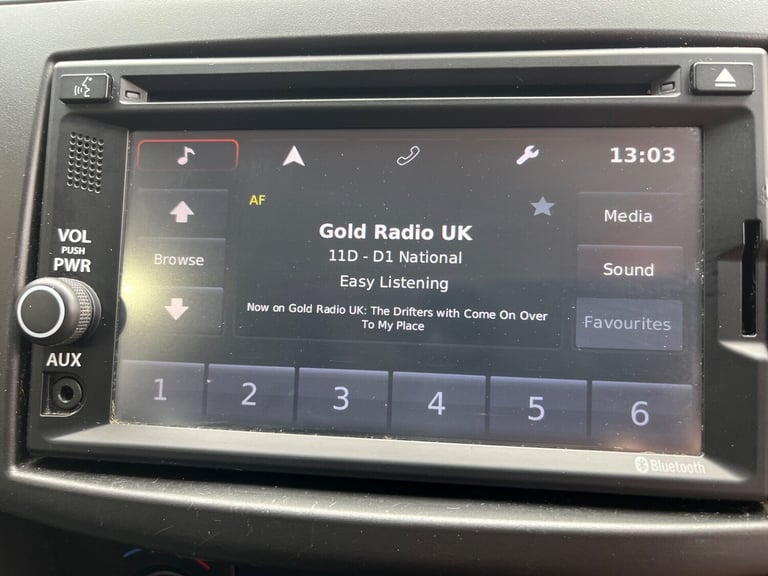 13:03
AF
Gold Radio UK
11D - D1 National
Easy Listening
Now on Gold Radio UK: The Drifters with Come On Over
To My Place
Browse
Media
Sound
Favourites
1 2 3 4 5 6
VOL
PUSH
PWR
AUX
Bluetooth